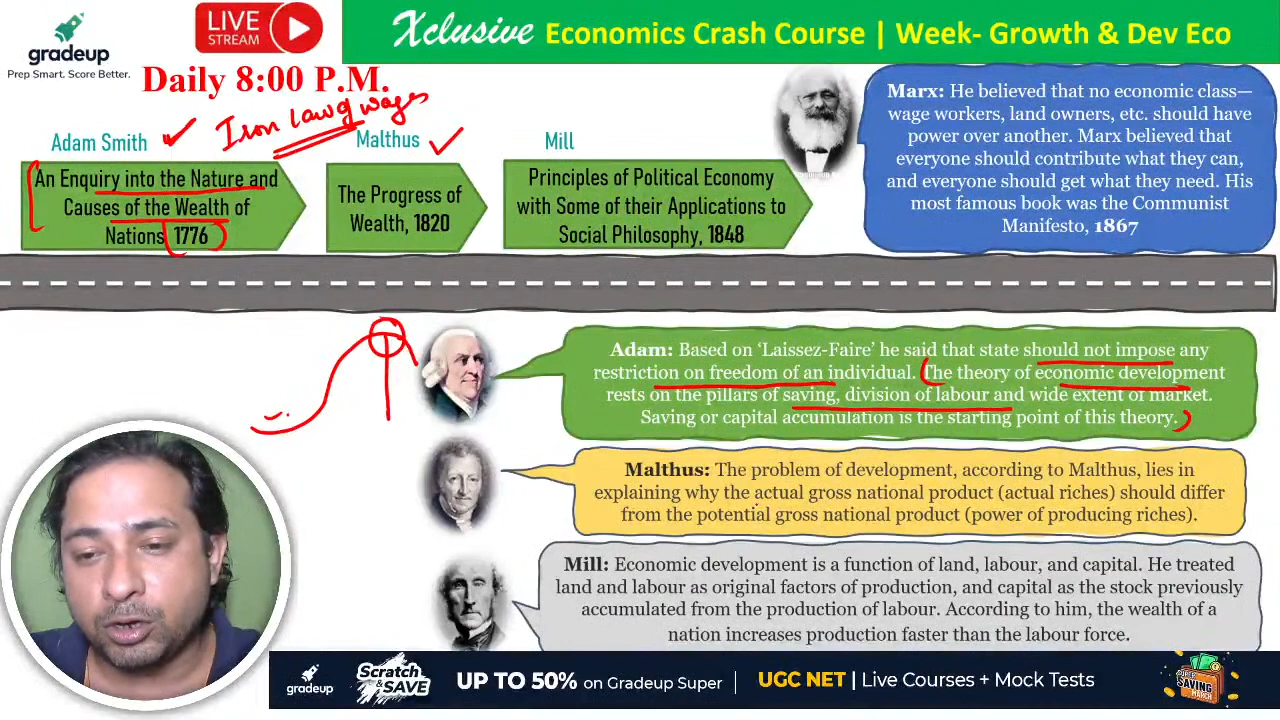 gradeup
Prep Smart. Score Better.
LIVE
STREAM
Xclusive Economics Crash Course | Week- Growth & Dev Eco
Daily 8:00 P.M.
Iron law of wages
Adam Smith
Malthus
Mill
An Enquiry into the Nature and
Causes of the Wealth of
Nations, 1776
The Progress of
Wealth, 1820
Principles of Political Economy
with Some of their Applications to
Social Philosophy, 1848
Marx: He believed that no economic class—
wage workers, land owners, etc. should have
power over another. Marx believed that
everyone should contribute what they can,
and everyone should get what they need. His
most famous book was the Communist
Manifesto, 1867
Adam: Based on ‘Laissez-Faire’ he said that state should not impose any
restriction on freedom of an individual. The theory of economic development
rests on the pillars of saving, division of labour and wide extent of market.
Saving or capital accumulation is the starting point of this theory.
Malthus: The problem of development, according to Malthus, lies in
explaining why the actual gross national product (actual riches) should differ
from the potential gross national product (power of producing riches).
Mill: Economic development is a function of land, labour, and capital. He treated
land and labour as original factors of production, and capital as the stock previously
accumulated from the production of labour. According to him, the wealth of a
nation increases production faster than the labour force.
gradeup
Scratch
& SAVE
UP TO 50% on Gradeup Super
UGC NET | Live Courses + Mock Tests
SUPER
SAVING
MARCH